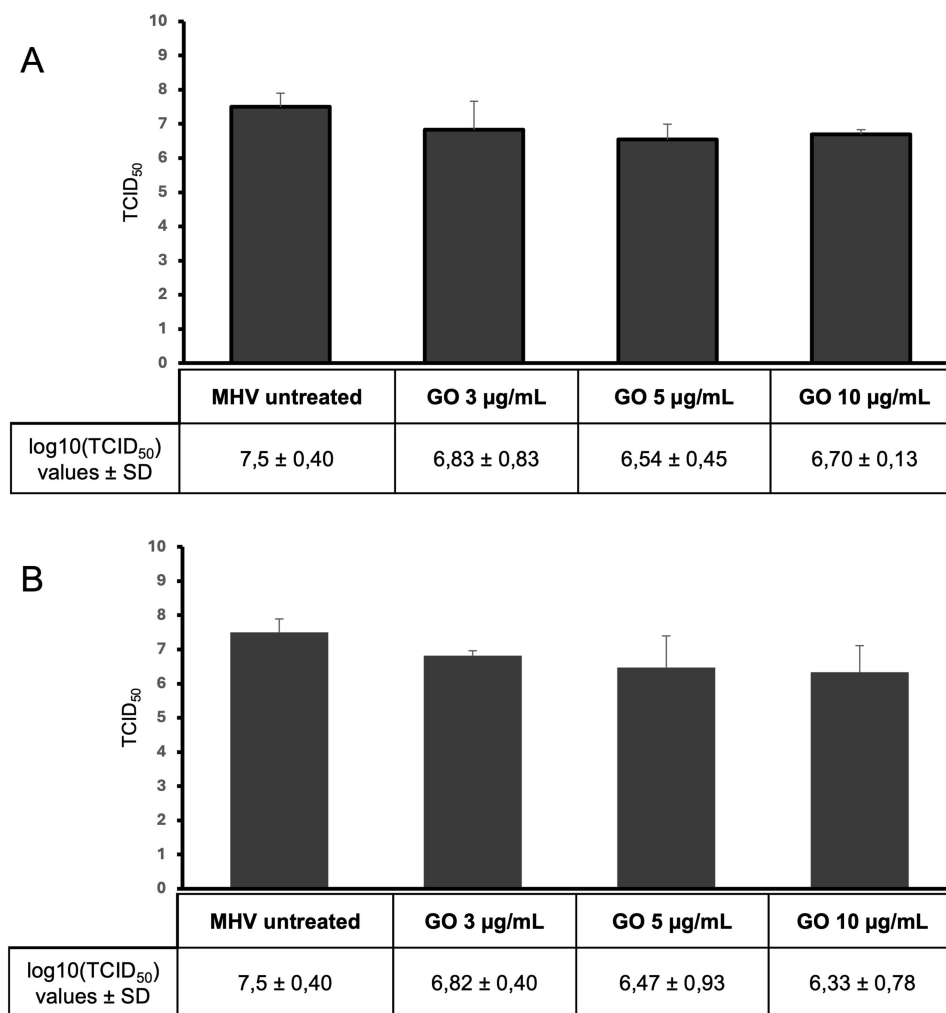 A
10
9
8
7
6
5
4
3
2
1
0
TCID50
MHV untreated GO 3 µg/mL GO 5 µg/mL GO 10 µg/mL
log10(TCID50)
values ± SD
7,5 ± 0,40 6,83 ± 0,83 6,54 ± 0,45 6,70 ± 0,13
B
10
9
8
7
6
5
4
3
2
1
0
TCID50
MHV untreated GO 3 µg/mL GO 5 µg/mL GO 10 µg/mL
log10(TCID50)
values ± SD
7,5 ± 0,40 6,82 ± 0,40 6,47 ± 0,93 6,33 ± 0,78